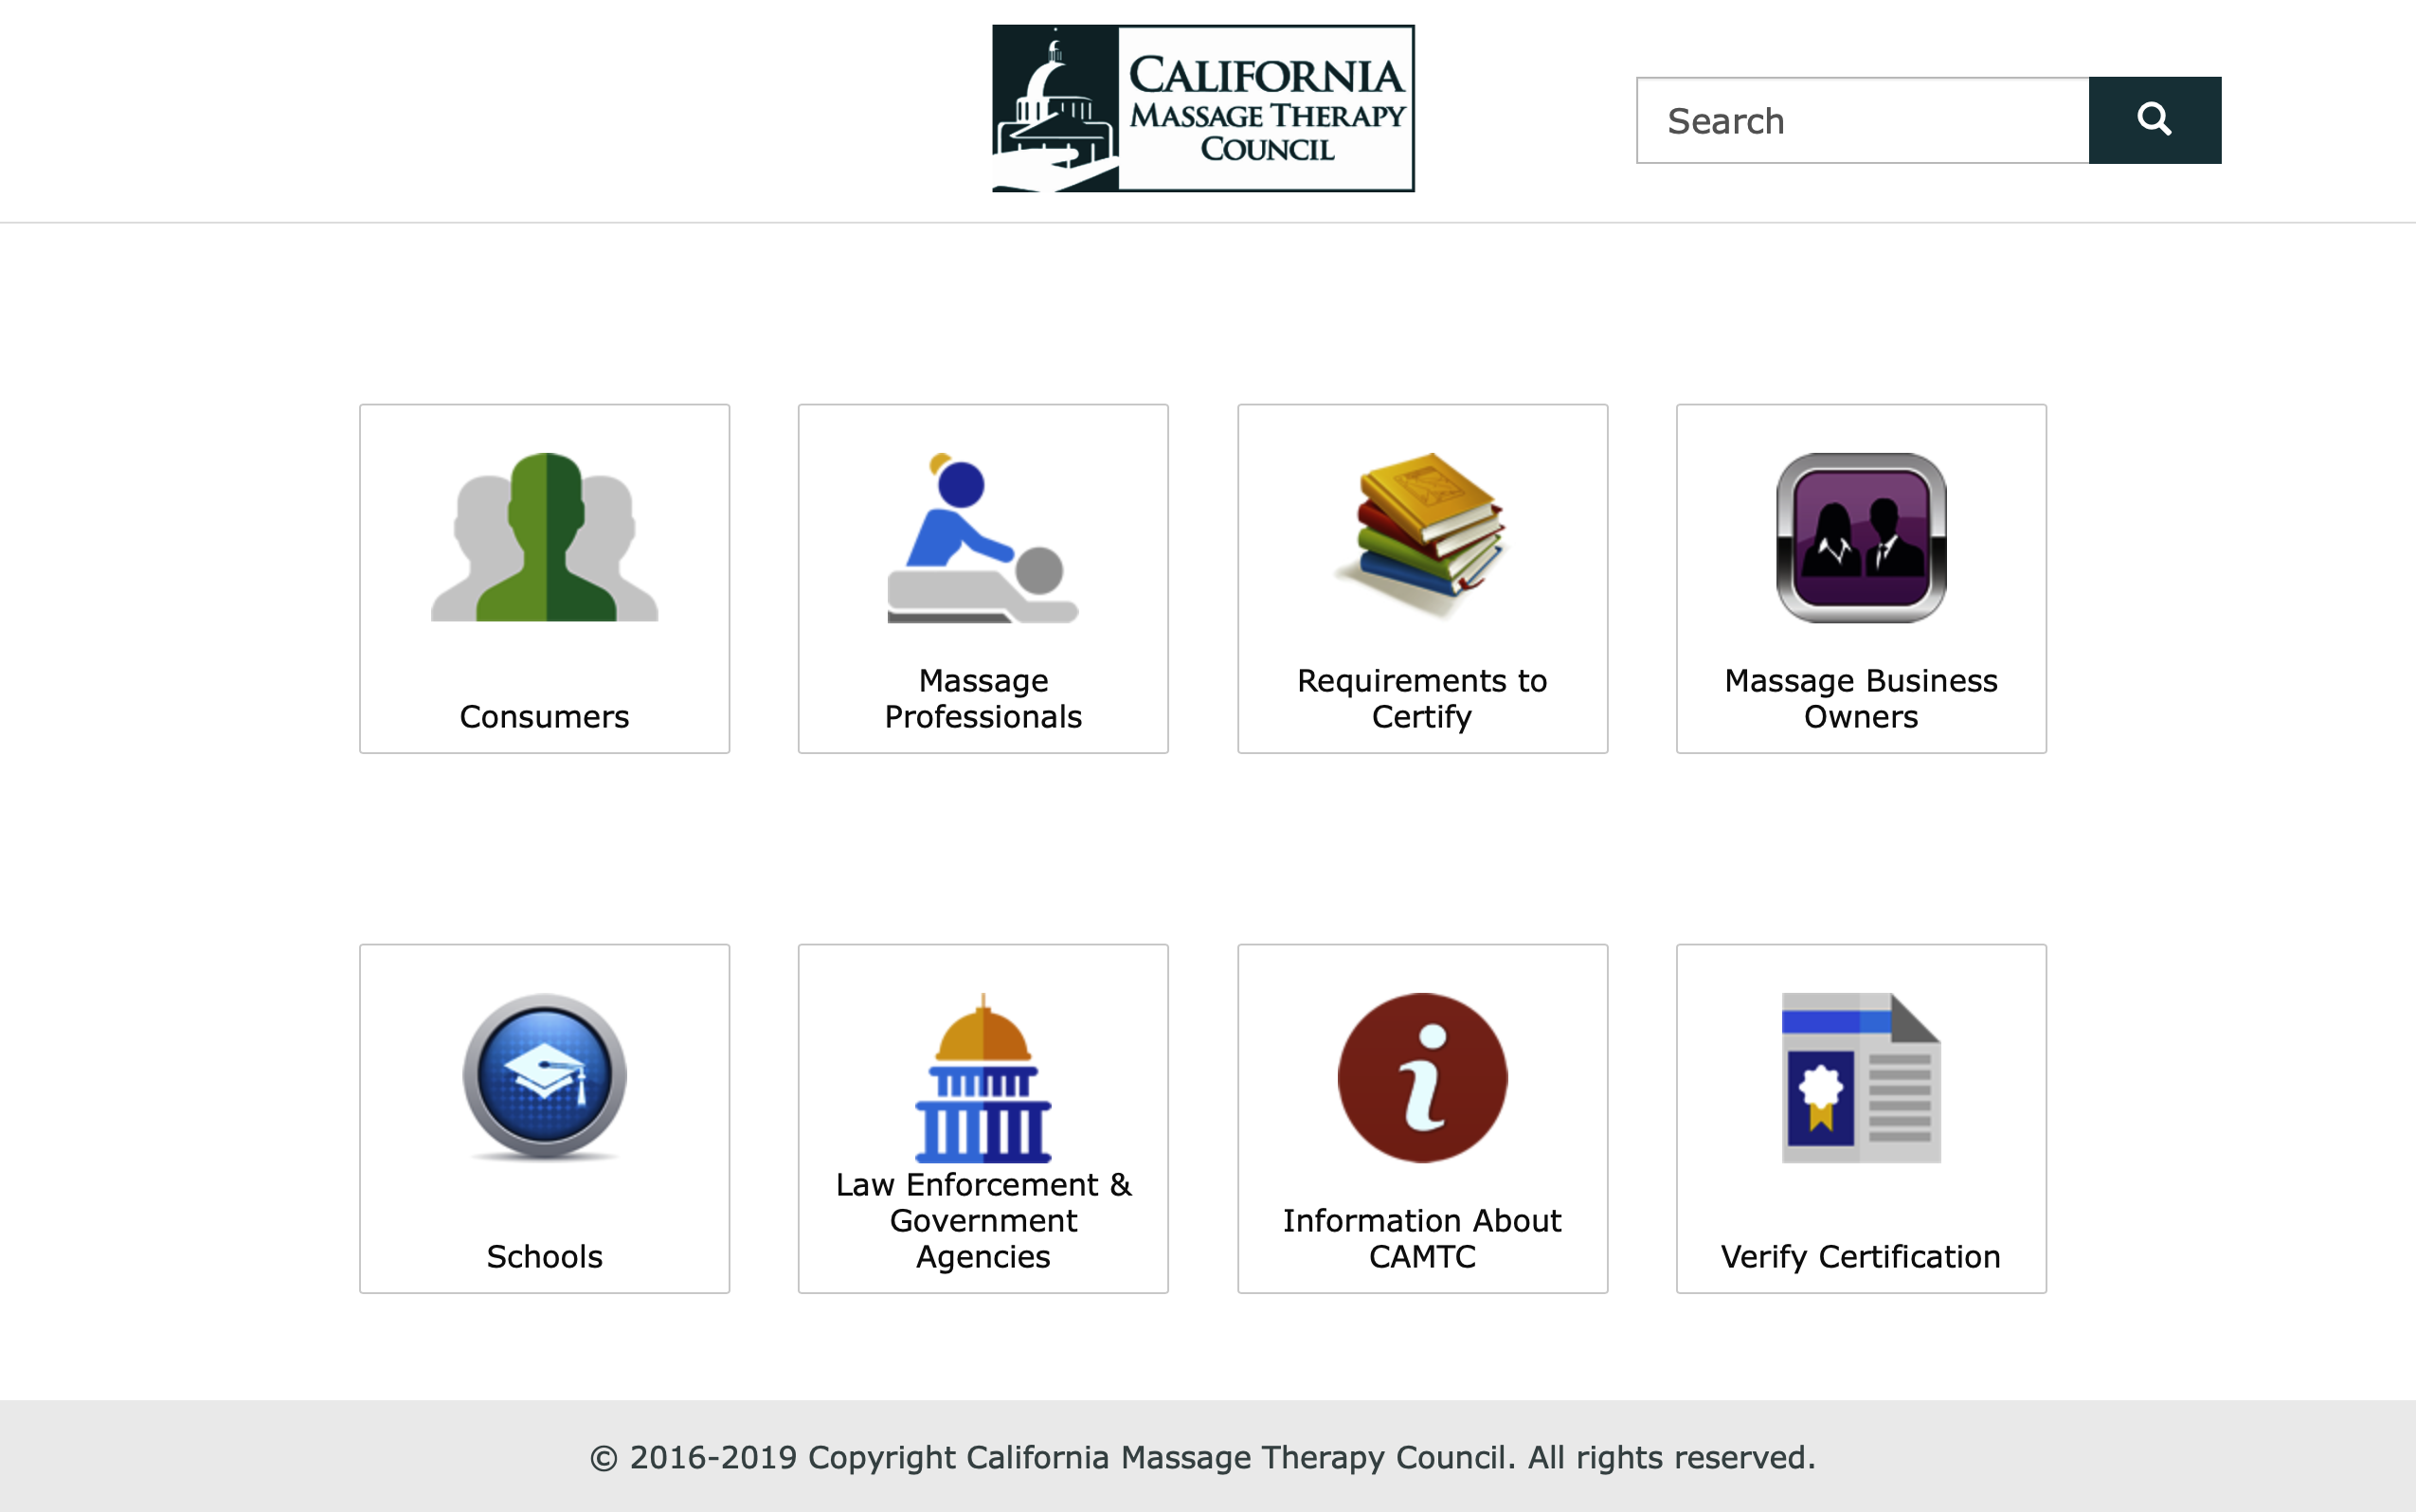 CALIFORNIA
MASSAGE THERAPY
COUNCIL
Search
Consumers
Massage
Professionals
Requirements to
Certify
Massage Business
Owners
Schools
Law Enforcement &
Government
Agencies
Information About
CAMTC
Verify Certification
© 2016-2019 Copyright California Massage Therapy Council. All rights reserved.